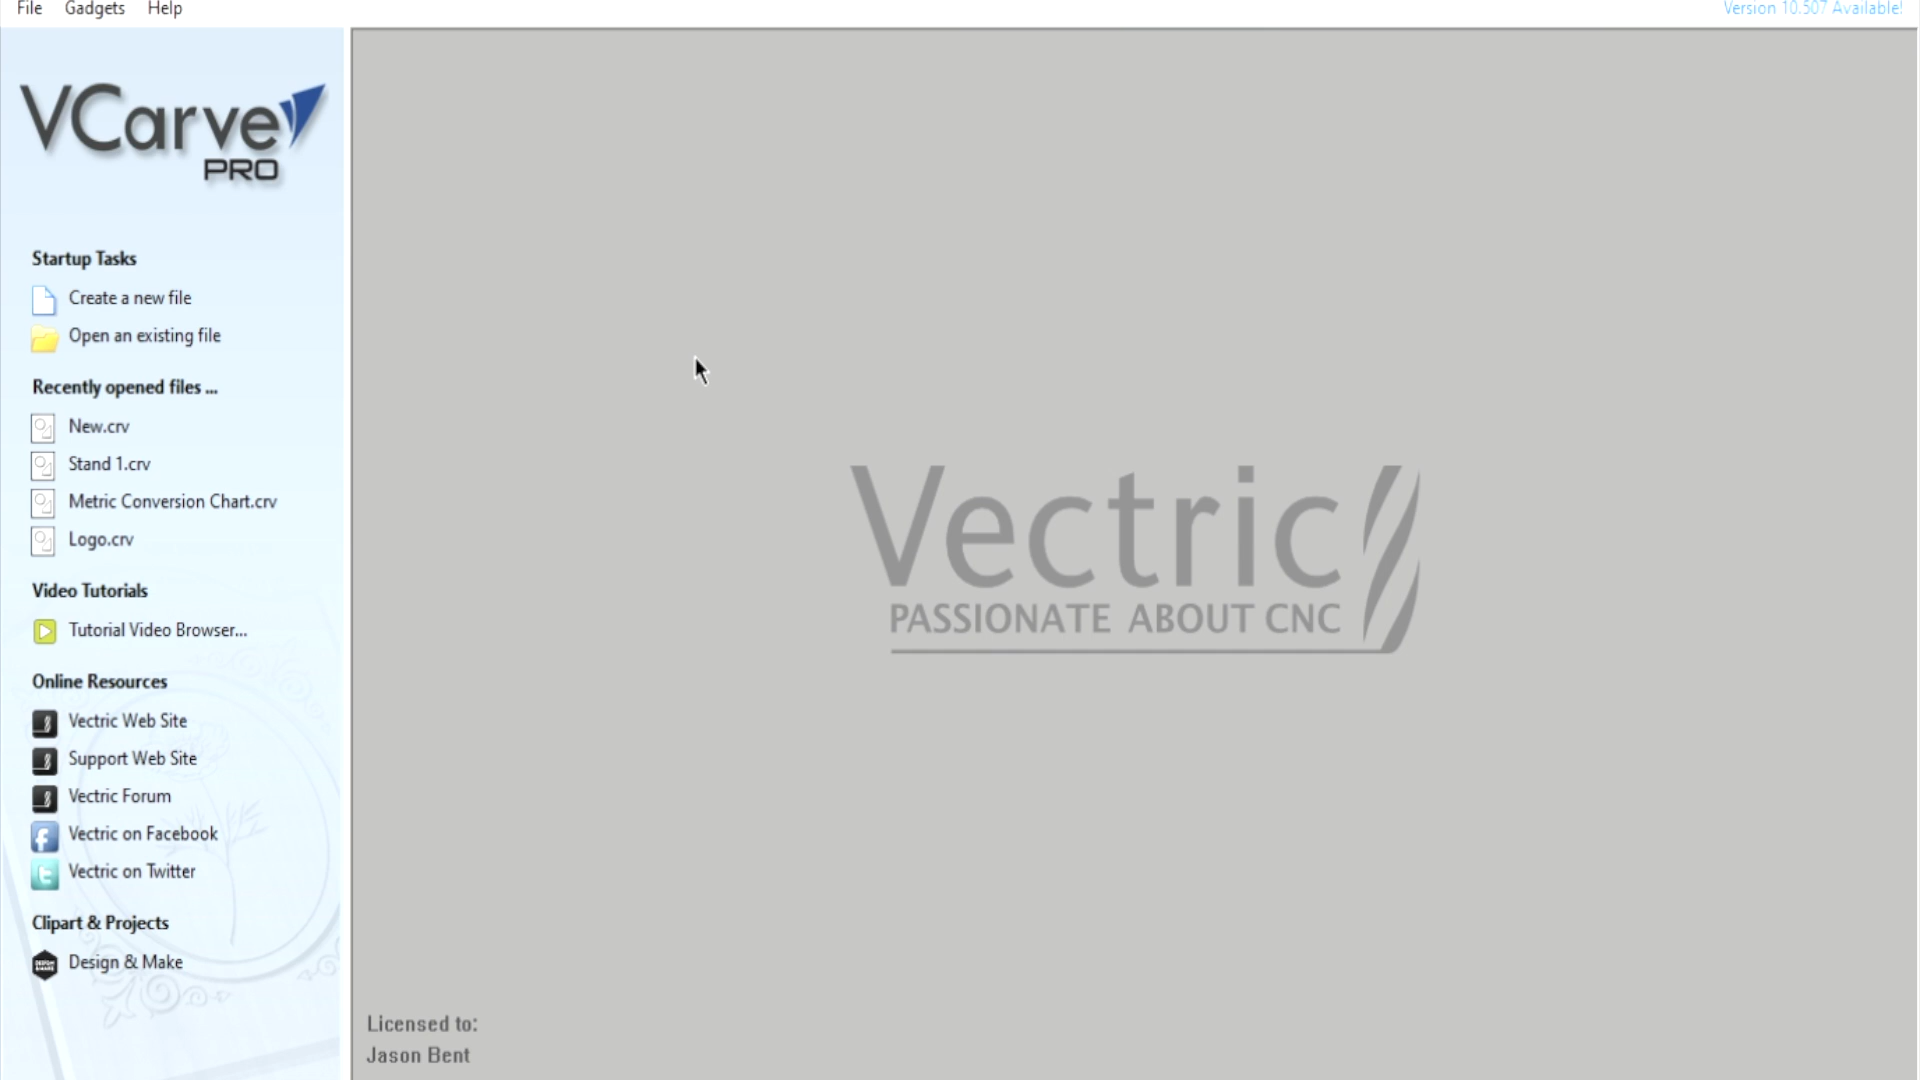 File Gadgets Help
Version 10.507 Available!
VCarve
PRO
Startup Tasks
Create a new file
Open an existing file
Recently opened files ...
New.crv
Stand 1.crv
Metric Conversion Chart.crv
Logo.crv
Video Tutorials
Tutorial Video Browser...
Online Resources
Vectric Web Site
Support Web Site
Vectric Forum
Vectric on Facebook
Vectric on Twitter
Clipart & Projects
Design & Make
Vectric
PASSIONATE ABOUT CNC
Licensed to:
Jason Bent